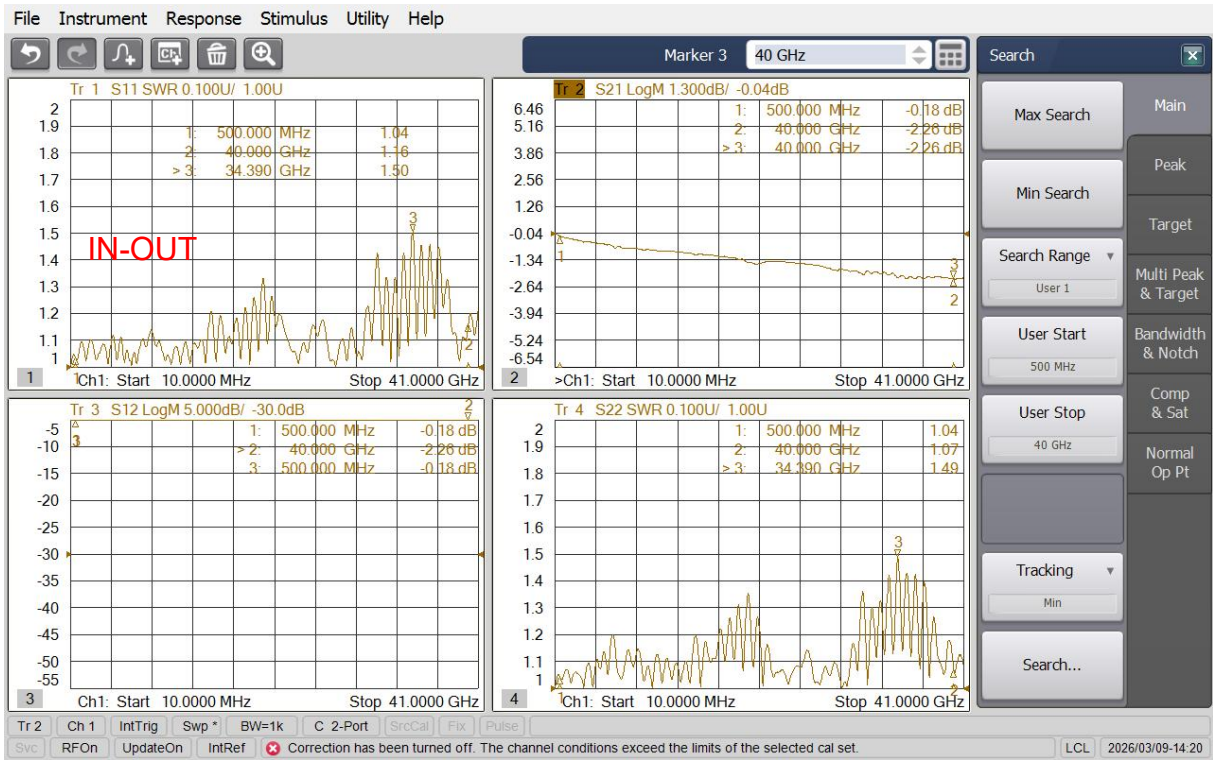 File Instrument Response Stimulus Utility Help
Marker 3 40 GHz
Tr 1 S11 SWR 0.100U/ 1.00U
2
1.9
1.8
1.7
1.6
1.5
1.4
1.3
1.2
1.1
1
1: 500.000 MHz 1.04
2: 40.000 GHz 1.16
> 3: 34.390 GHz 1.50
IN-OUT
3
2
1
1 Ch1: Start 10.0000 MHz Stop 41.0000 GHz
Tr 2 S21 LogM 1.300dB/ -0.04dB
6.46
5.16
3.86
2.56
1.26
-0.04
-1.34
-2.64
-3.94
-5.24
-6.54
1: 500.000 MHz -0.18 dB
2: 40.000 GHz -2.26 dB
> 3: 40.000 GHz -2.26 dB
1
3
2
2 >Ch1: Start 10.0000 MHz Stop 41.0000 GHz
Tr 3 S12 LogM 5.000dB/ -30.0dB
-5
-10
-15
-20
-25
-30
-35
-40
-45
-50
-55
2
3
1: 500.000 MHz -0.18 dB
> 2: 40.000 GHz -2.26 dB
3: 500.000 MHz -0.18 dB
3 Ch1: Start 10.0000 MHz Stop 41.0000 GHz
Tr 4 S22 SWR 0.100U/ 1.00U
2
1.9
1.8
1.7
1.6
1.5
1.4
1.3
1.2
1.1
1
1: 500.000 MHz 1.04
2: 40.000 GHz 1.07
> 3: 34.390 GHz 1.49
3
1
2
4 Ch1: Start 10.0000 MHz Stop 41.0000 GHz
Search
Max Search
Min Search
Search Range
User 1
User Start
500 MHz
User Stop
40 GHz
Tracking
Min
Search...
Main
Peak
Target
Multi Peak
& Target
Bandwidth
& Notch
Comp
& Sat
Normal
Op Pt
Tr 2 Ch 1 IntTrig Swp * BW=1k C 2-Port SrcCal Fix Pulse
Svc RFOn UpdateOn IntRef Correction has been turned off. The channel conditions exceed the limits of the selected cal set. LCL 2026/03/09-14:20